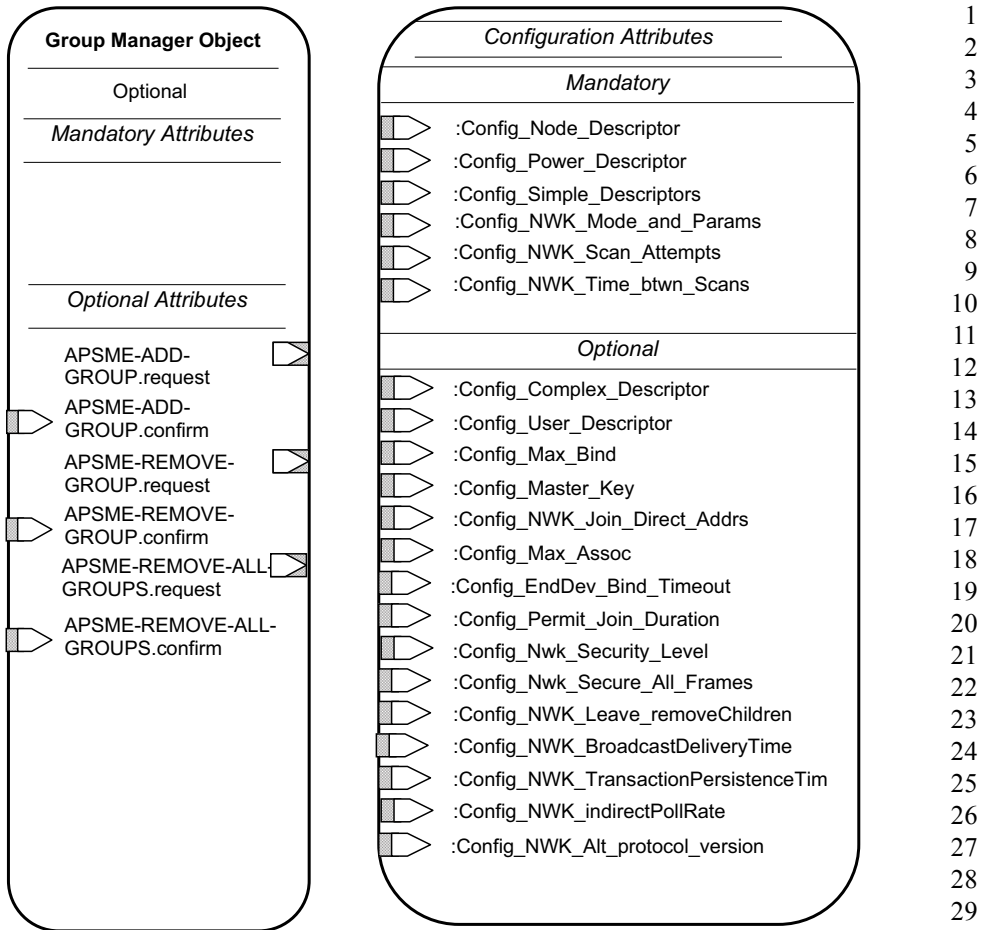 Group Manager Object
Optional
Mandatory Attributes
Optional Attributes
APSME-ADD-
GROUP.request
APSME-ADD-
GROUP.confirm
APSME-REMOVE-
GROUP.request
APSME-REMOVE-
GROUP.confirm
APSME-REMOVE-ALL-
GROUPS.request
APSME-REMOVE-ALL-
GROUPS.confirm
Configuration Attributes
Mandatory
:Config_Node_Descriptor
:Config_Power_Descriptor
:Config_Simple_Descriptors
:Config_NWK_Mode_and_Params
:Config_NWK_Scan_Attempts
:Config_NWK_Time_btwn_Scans
Optional
:Config_Complex_Descriptor
:Config_User_Descriptor
:Config_Max_Bind
:Config_Master_Key
:Config_NWK_Join_Direct_Addrs
:Config_Max_Assoc
:Config_EndDev_Bind_Timeout
:Config_Permit_Join_Duration
:Config_Nwk_Security_Level
:Config_Nwk_Secure_All_Frames
:Config_NWK_Leave_removeChildren
:Config_NWK_BroadcastDeliveryTime
:Config_NWK_TransactionPersistenceTim
:Config_NWK_indirectPollRate
:Config_NWK_Alt_protocol_version
1
2
3
4
5
6
7
8
9
10
11
12
13
14
15
16
17
18
19
20
21
22
23
24
25
26
27
28
29